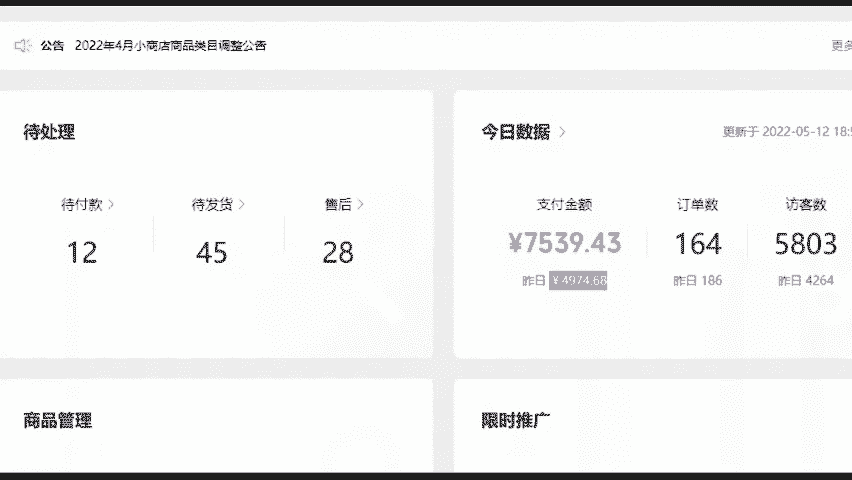 公告 2022年4月小商店商品类目调整公告
待处理
待付款
待发货
售后
12
45
28
今日数据
更新于 2022-05-12
支付金额
订单数
访客数
¥7539.43
164
5803
昨日 ¥ 4974.68
昨日 186
昨日 4264
商品管理
限时推广